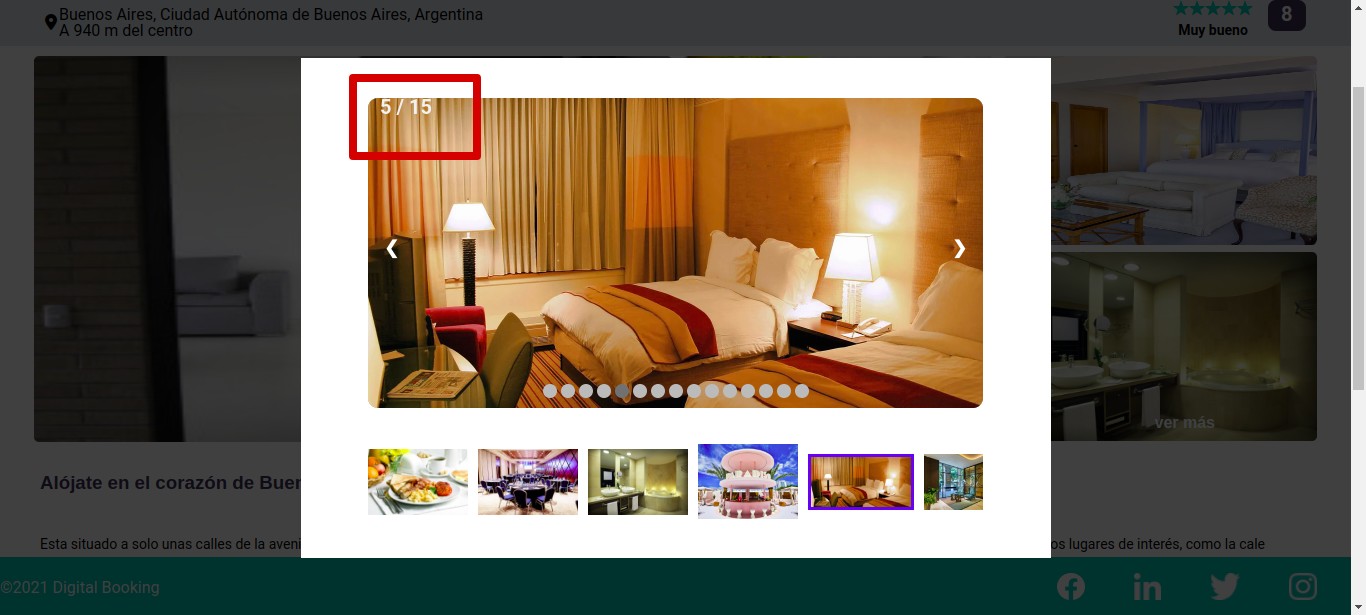 Buenos Aires, Ciudad Autónoma de Buenos Aires, Argentina
A 940 m del centro
8
Muy bueno
5 / 15
ver más
Alójate en el corazón de Buen
Esta situado a solo unas calles de la aveni
os lugares de interés, como la cale
©2021 Digital Booking